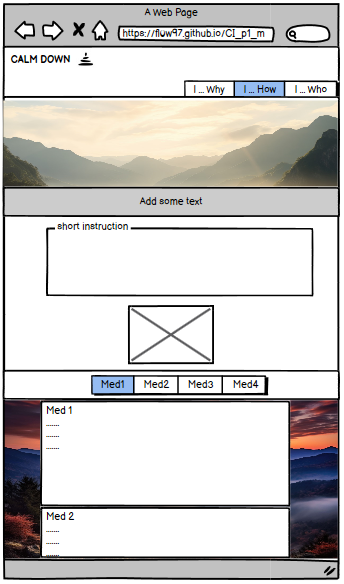 A Web Page
https://fluw97.github.io/CI_p1_m
CALM DOWN
I ... Why I ... How I ... Who
Add some text
short instruction
Med1 Med2 Med3 Med4
Med 1
......
......
......
Med 2
......
......
......